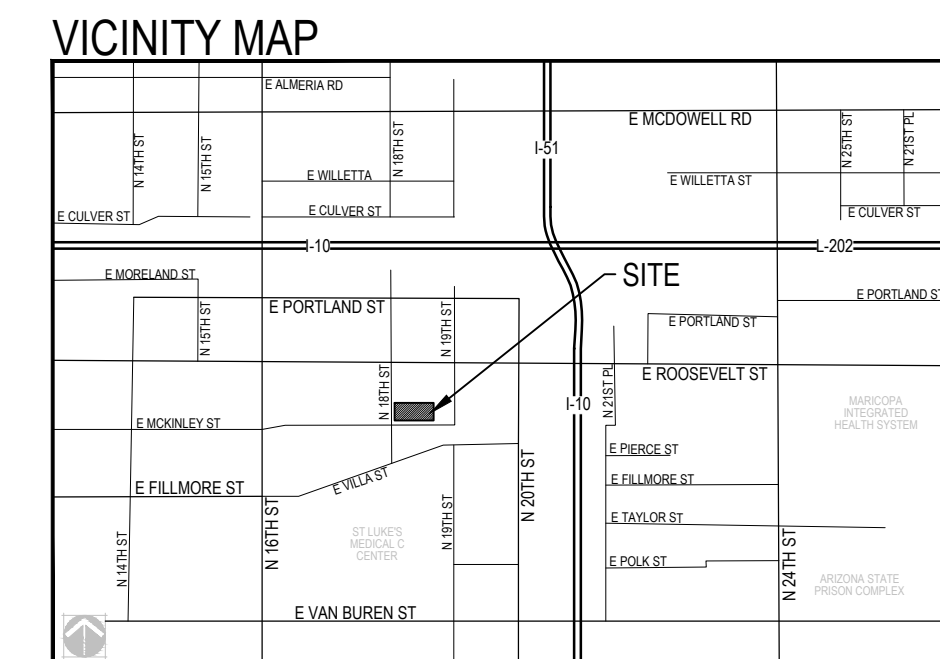 VICINITY MAP
E ALMERIA RD
E MCDOWELL RD
N 14TH ST
N 15TH ST
N 18TH ST
I-51
N 25TH ST
N 21ST PL
E WILLETTA
E WILLETTA ST
E CULVER ST
E CULVER ST
E CULVER ST
I-10
L-202
E MORELAND ST
SITE
E PORTLAND ST
E PORTLAND ST
E PORTLAND ST
N 15TH ST
N 19TH ST
E ROOSEVELT ST
N 18TH ST
N 21ST PL
I-10
MARICOPA
INTEGRATED
HEALTH SYSTEM
E MCKINLEY ST
E PIERCE ST
E VILLA ST
E FILLMORE ST
E FILLMORE ST
N 20TH ST
N 16TH ST
N 19TH ST
E TAYLOR ST
ST LUKE'S
MEDICAL C
CENTER
N 14TH ST
N 24TH ST
E POLK ST
ARIZONA STATE
PRISON COMPLEX
E VAN BUREN ST